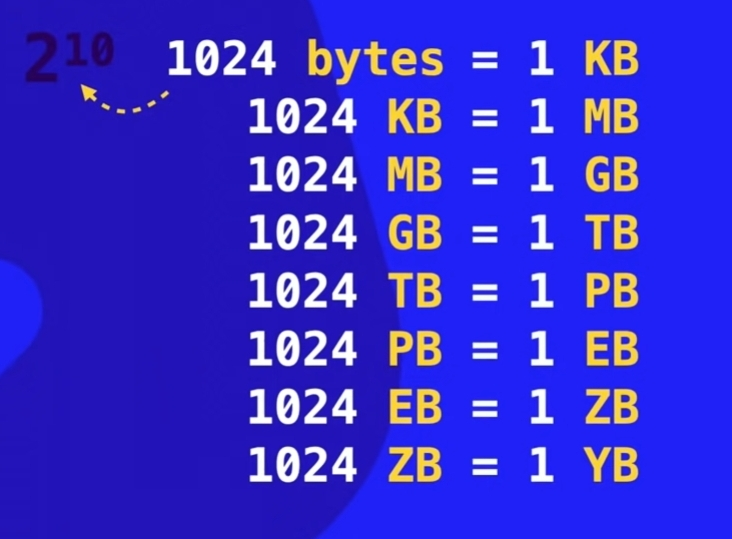 2¹⁰ 1024 bytes = 1 KB
1024 KB = 1 MB
1024 MB = 1 GB
1024 GB = 1 TB
1024 TB = 1 PB
1024 PB = 1 EB
1024 EB = 1 ZB
1024 ZB = 1 YB